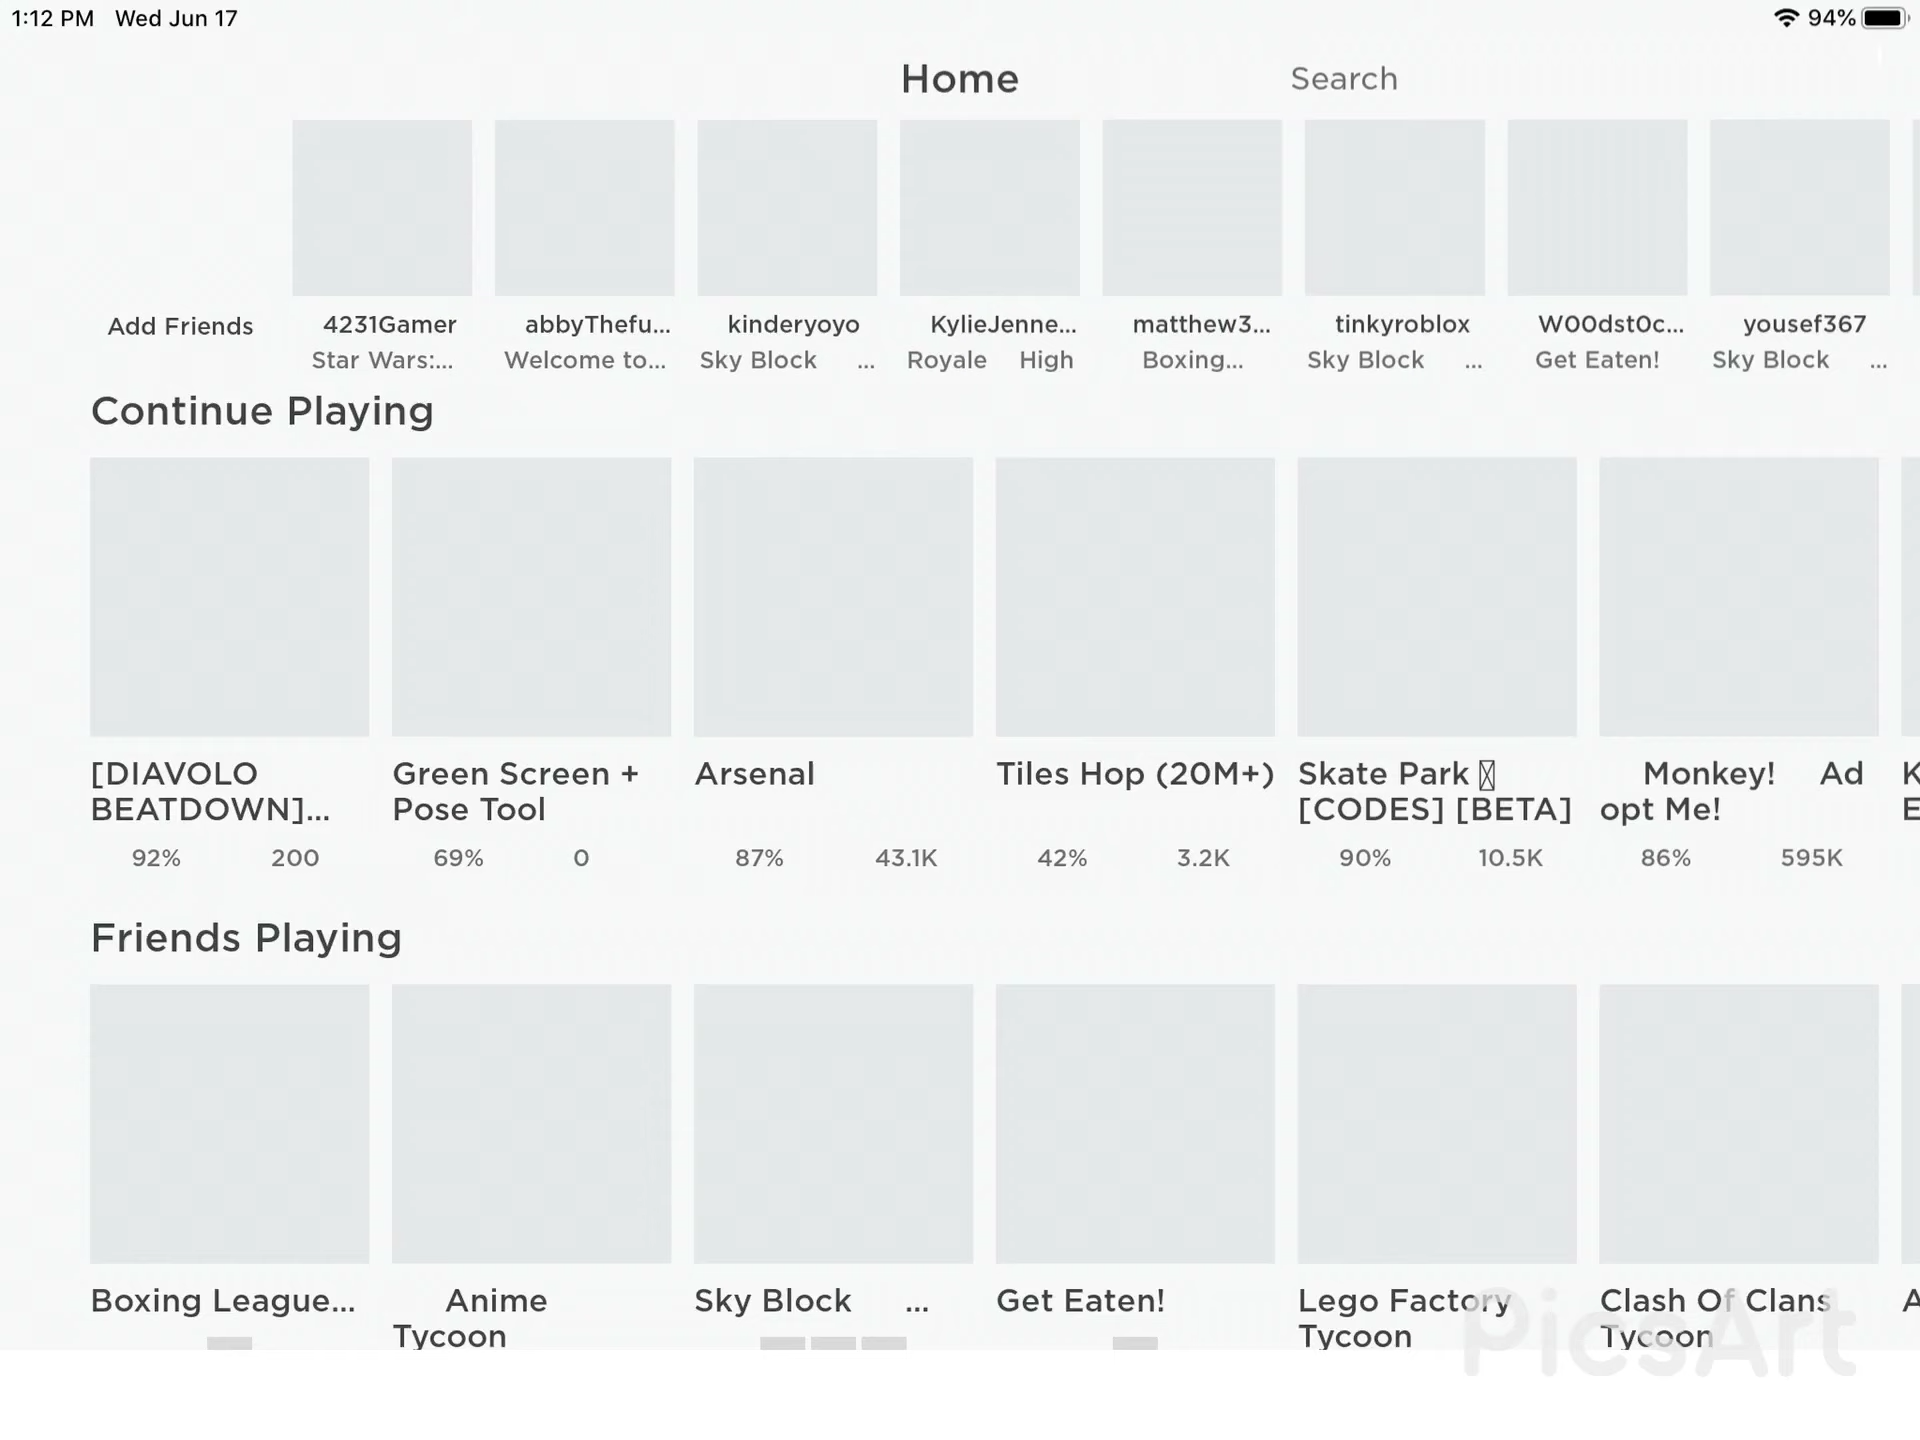 1:12 PM Wed Jun 17 94%
Home Search
Add Friends 4231Gamer abbyThefu... kinderyoyo KylieJenne... matthew3... tinkyroblox W00dst0c... yousef367
Star Wars:... Welcome to... Sky Block ... Royale High Boxing... Sky Block ... Get Eaten! Sky Block ...
Continue Playing
[DIAVOLO BEATDOWN]...
Green Screen + Pose Tool
Arsenal
Tiles Hop (20M+)
Skate Park [CODES] [BETA]
Monkey! Ad
opt Me!
92% 200 69% 0 87% 43.1K 42% 3.2K 90% 10.5K 86% 595K
Friends Playing
Boxing League...
Anime
Tycoon
Sky Block ...
Get Eaten!
Lego Factory
Tycoon
Clash Of Clans
Tycoon
PicsArt